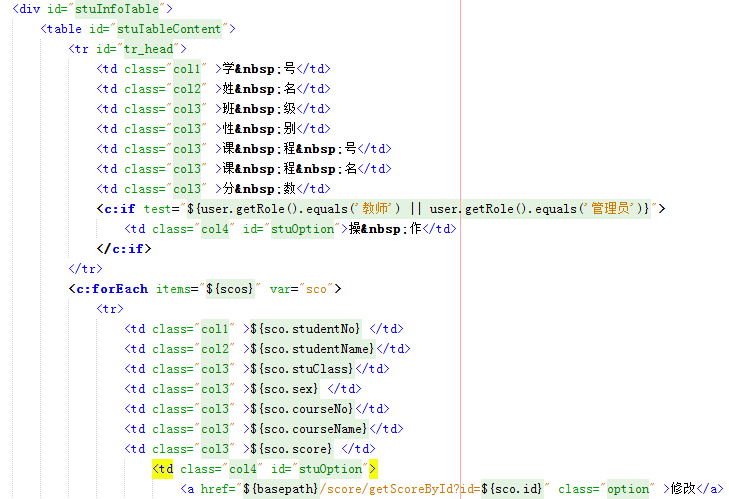 <div id="stuInfoTable">
<table id="stuTableContent">
<tr id="tr_head">
<td class="col1" >学&nbsp;号</td>
<td class="col2" >姓&nbsp;名</td>
<td class="col3" >班&nbsp;级</td>
<td class="col3" >性&nbsp;别</td>
<td class="col3" >课&nbsp;程&nbsp;号</td>
<td class="col3" >课&nbsp;程&nbsp;名</td>
<td class="col3" >分&nbsp;数</td>
<c:if test="${user.getRole().equals('教师') || user.getRole().equals('管理员')}">
<td class="col4" id="stuOption">操&nbsp;作</td>
</c:if>
</tr>
<c:forEach items="${scos}" var="sco">
<tr>
<td class="col1" >${sco.studentNo} </td>
<td class="col2" >${sco.studentName}</td>
<td class="col3" >${sco.stuClass}</td>
<td class="col3" >${sco.sex} </td>
<td class="col3" >${sco.courseNo}</td>
<td class="col3" >${sco.courseName}</td>
<td class="col3" >${sco.score} </td>
<td class="col4" id="stuOption">
<a href="${basepath}/score/getScoreById?id=${sco.id}" class="option" >修改</a>